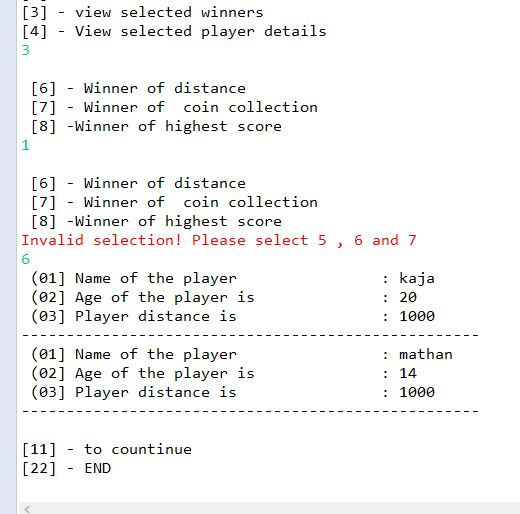 [3] - view selected winners
[4] - View selected player details
3
[6] - Winner of distance
[7] - Winner of  coin collection
[8] -Winner of highest score
1
[6] - Winner of distance
[7] - Winner of  coin collection
[8] -Winner of highest score
Invalid selection! Please select 5 , 6 and 7
6
(01] Name of the player : kaja
(02] Age of the player is : 20
(03] Player distance is : 1000
---------------------------------------------------
(01] Name of the player : mathan
(02] Age of the player is : 14
(03] Player distance is : 1000
---------------------------------------------------
[11] - to countinue
[22] - END